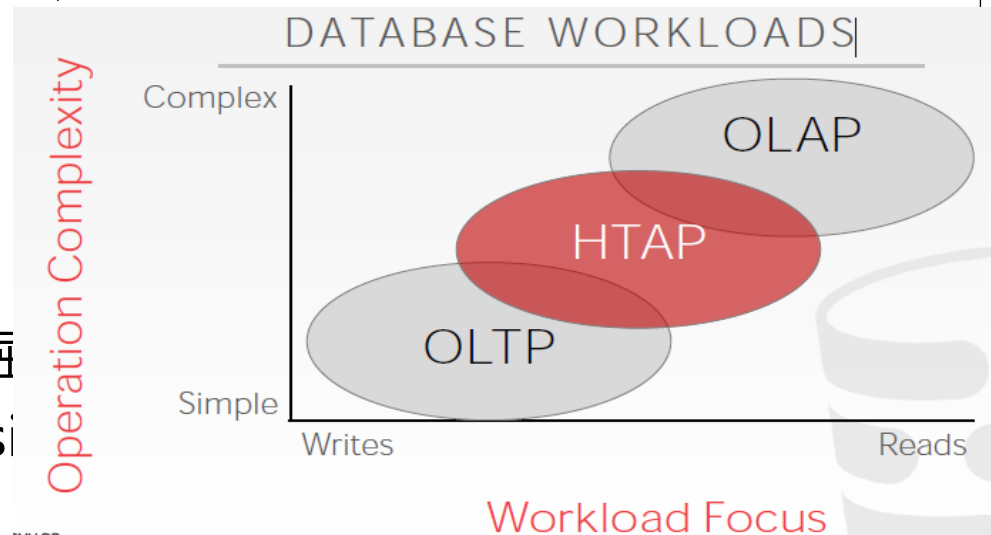 DATABASE WORKLOADS
Operation Complexity
Complex
OLAP
HTAP
OLTP
Simple
Writes
Reads
Workload Focus